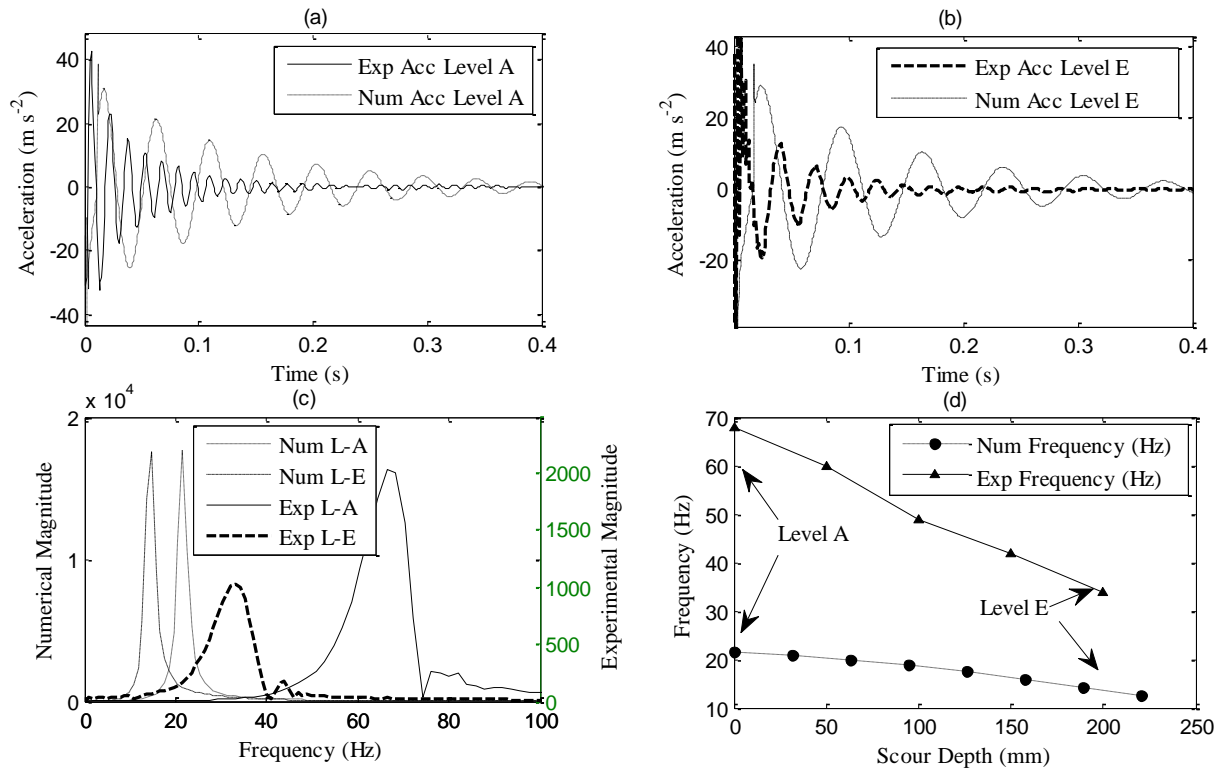 (a)
Acceleration (m s-2)
40
20
0
-20
-40
Exp Acc Level A
Num Acc Level A
0 0.1 0.2 0.3 0.4
Time (s)
(b)
Acceleration (m s-2)
40
20
0
-20
Exp Acc Level E
Num Acc Level E
0.1 0.2 0.3 0.4
Time (s)
(c)
x 10^4
Numerical Magnitude
2
1
0
Num L-A
Num L-E
Exp L-A
Exp L-E
2000
1500
1000
500
0
Experimental Magnitude
0 20 40 60 80 100
Frequency (Hz)
(d)
Frequency (Hz)
70
60
50
40
30
20
10
Num Frequency (Hz)
Exp Frequency (Hz)
Level A
Level E
0 50 100 150 200 250
Scour Depth (mm)